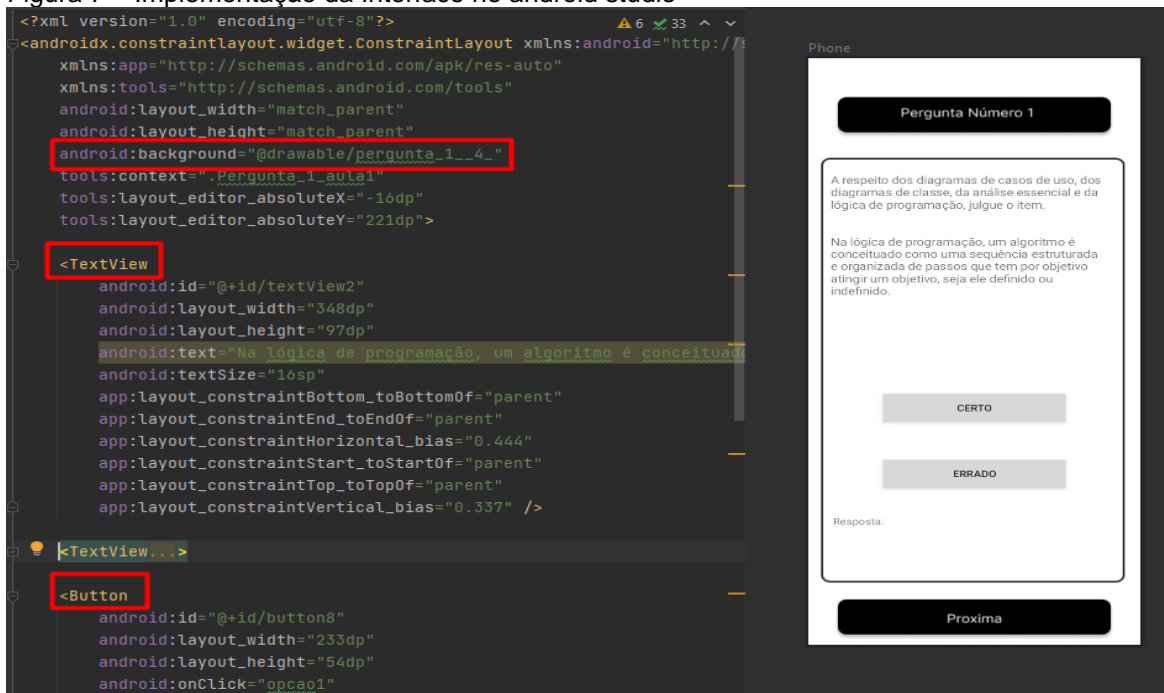 <?xml version="1.0" encoding="utf-8"?>
6 33
<androidx.constraintlayout.widget.ConstraintLayout xmlns:android="http://
xmlns:app="http://schemas.android.com/apk/res-auto"
xmlns:tools="http://schemas.android.com/tools"
android:layout_width="match_parent"
android:layout_height="match_parent"
android:background="@drawable/pergunta_1__4_"
tools:context=".Pergunta_1_aula1"
tools:layout_editor_absoluteX="-16dp"
tools:layout_editor_absoluteY="221dp">
<TextView
android:id="@+id/textView2"
android:layout_width="348dp"
android:layout_height="97dp"
android:text="Na lógica de programação, um algoritmo é conceituado
android:textSize="16sp"
app:layout_constraintBottom_toBottomOf="parent"
app:layout_constraintEnd_toEndOf="parent"
app:layout_constraintHorizontal_bias="0.444"
app:layout_constraintStart_toStartOf="parent"
app:layout_constraintTop_toTopOf="parent"
app:layout_constraintVertical_bias="0.337" />
<TextView...>
<Button
android:id="@+id/button8"
android:layout_width="233dp"
android:layout_height="54dp"
android:onClick="opcao1"
Phone
Pergunta Número 1
A respeito dos diagramas de casos de uso, dos
diagramas de classe, da análise essencial e da
lógica de programação, julgue o item.
Na lógica de programação, um algoritmo é
conceituado como uma sequência estruturada
e organizada de passos que tem por objetivo
atingir um objetivo, seja ele definido ou
indefinido.
CERTO
ERRADO
Resposta:
Proxima